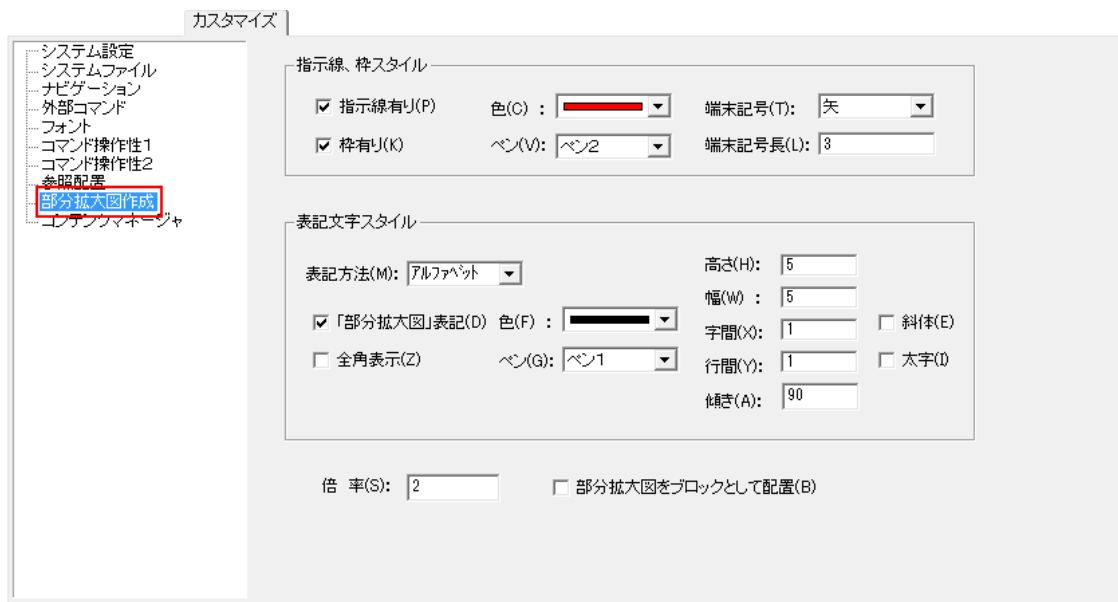 カスタマイズ
システム設定
システムファイル
ナビゲーション
外部コマンド
フォント
コマンド操作性1
コマンド操作性2
参照配置
部分拡大図作成
コンテンツマネージャ
指示線、枠スタイル
指示線有り(P) 色(C) : 端末記号(T): 矢
枠有り(K) ペン(V): ペン2 端末記号長(L): 3
表記文字スタイル
表記方法(M): アルファベット
高さ(H): 5
幅(W) : 5
「部分拡大図」表記(D) 色(F) :
字間(X): 1
斜体(E)
全角表示(Z) ペン(G): ペン1
行間(Y): 1
太字(I)
傾き(A): 90
倍 率(S): 2 部分拡大図をブロックとして配置(B)